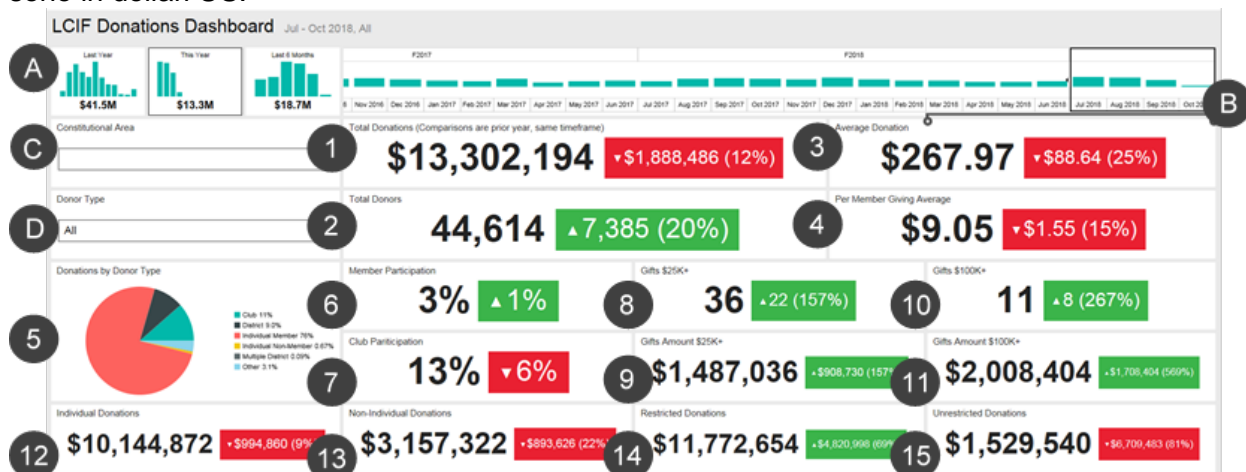 LCIF Donations Dashboard Jul - Oct 2018, All
A
Last Year
This Year
Last 6 Months
$41.5M
$13.3M
$18.7M
F2017
F2018
Nov 2016 Dec 2016 Jan 2017 Feb 2017 Mar 2017 Apr 2017 May 2017 Jun 2017 Jul 2017 Aug 2017 Sep 2017 Oct 2017 Nov 2017 Dec 2017 Jan 2018 Feb 2018 Mar 2018 Apr 2018 May 2018 Jun 2018 Jul 2018 Aug 2018 Sep 2018
B
C
Constitutional Area
1
Total Donations (Comparisons are prior year, same timeframe)
$13,302,194 ▼$1,888,486 (12%)
3
Average Donation
$267.97 ▼$88.64 (25%)
D
Donor Type
All
2
Total Donors
44,614 ▲7,385 (20%)
4
Per Member Giving Average
$9.05 ▼$1.55 (15%)
5
Donations by Donor Type
Club 11%
District 9.0%
Individual Member 76%
Individual Non-Member 0.67%
Multiple District 0.09%
Other 3.1%
6
Member Participation
3% ▲1%
8
Gifts $25K+
36 ▲22 (157%)
10
Gifts $100K+
11 ▲8 (267%)
7
Club Participation
13% ▼6%
9
Gifts Amount $25K+
$1,487,036 ▲$908,730 (157%
11
Gifts Amount $100K+
$2,008,404 ▲$1,708,404 (569%)
12
Individual Donations
$10,144,872 ▼$994,860 (9%)
13
Non-Individual Donations
$3,157,322 ▼$893,626 (22%)
14
Restricted Donations
$11,772,654 ▲$4,820,998 (69%
15
Unrestricted Donations
$1,529,540 ▼$6,709,483 (81%)